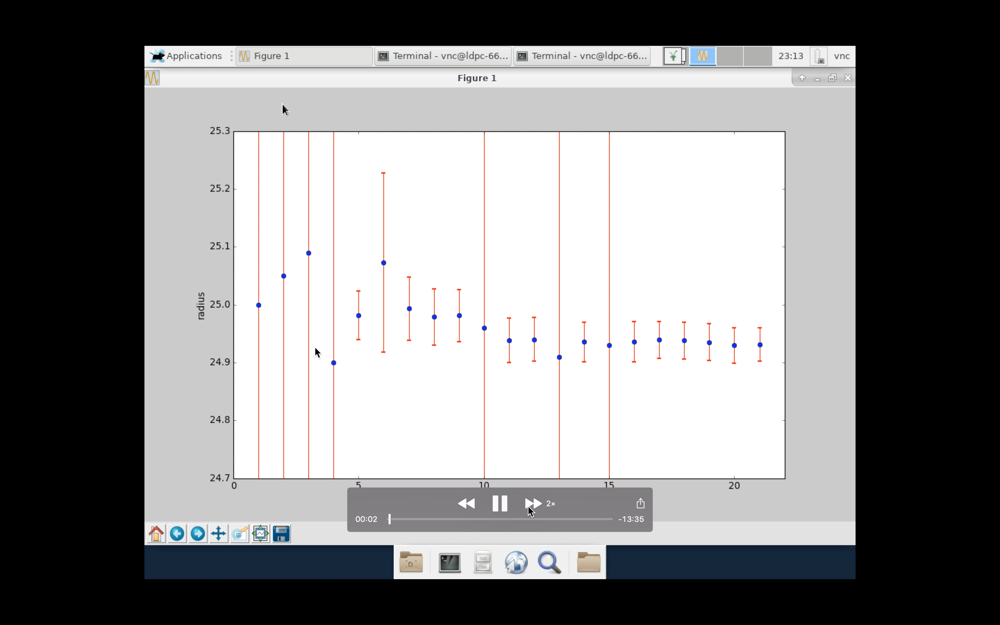 Applications Figure 1 Terminal - vnc@ldpc-66... Terminal - vnc@ldpc-66... 23:13 vnc
Figure 1
25.3
25.2
25.1
25.0
24.9
24.8
24.7
radius
0 5 10 15 20
2×
00:02 -13:35